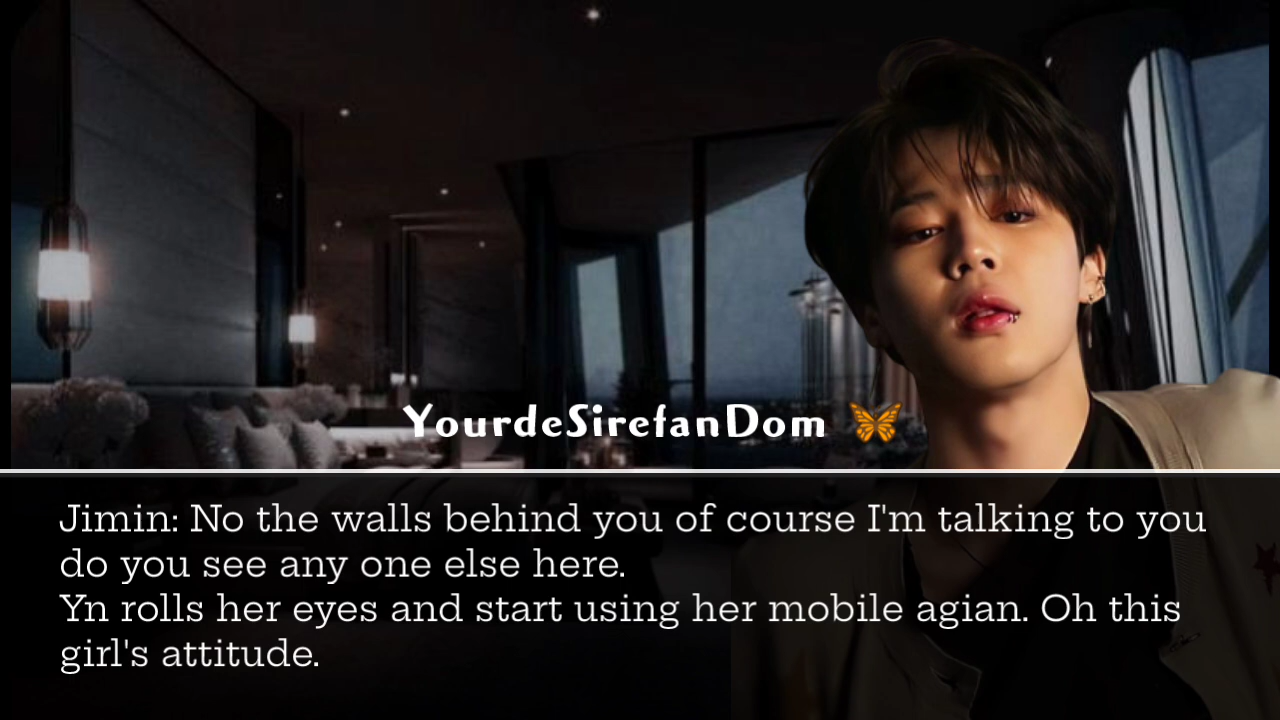 YourdeSirefanDom 🦋
Jimin: No the walls behind you of course I'm talking to you
do you see any one else here.
Yn rolls her eyes and start using her mobile agian. Oh this
girl's attitude.